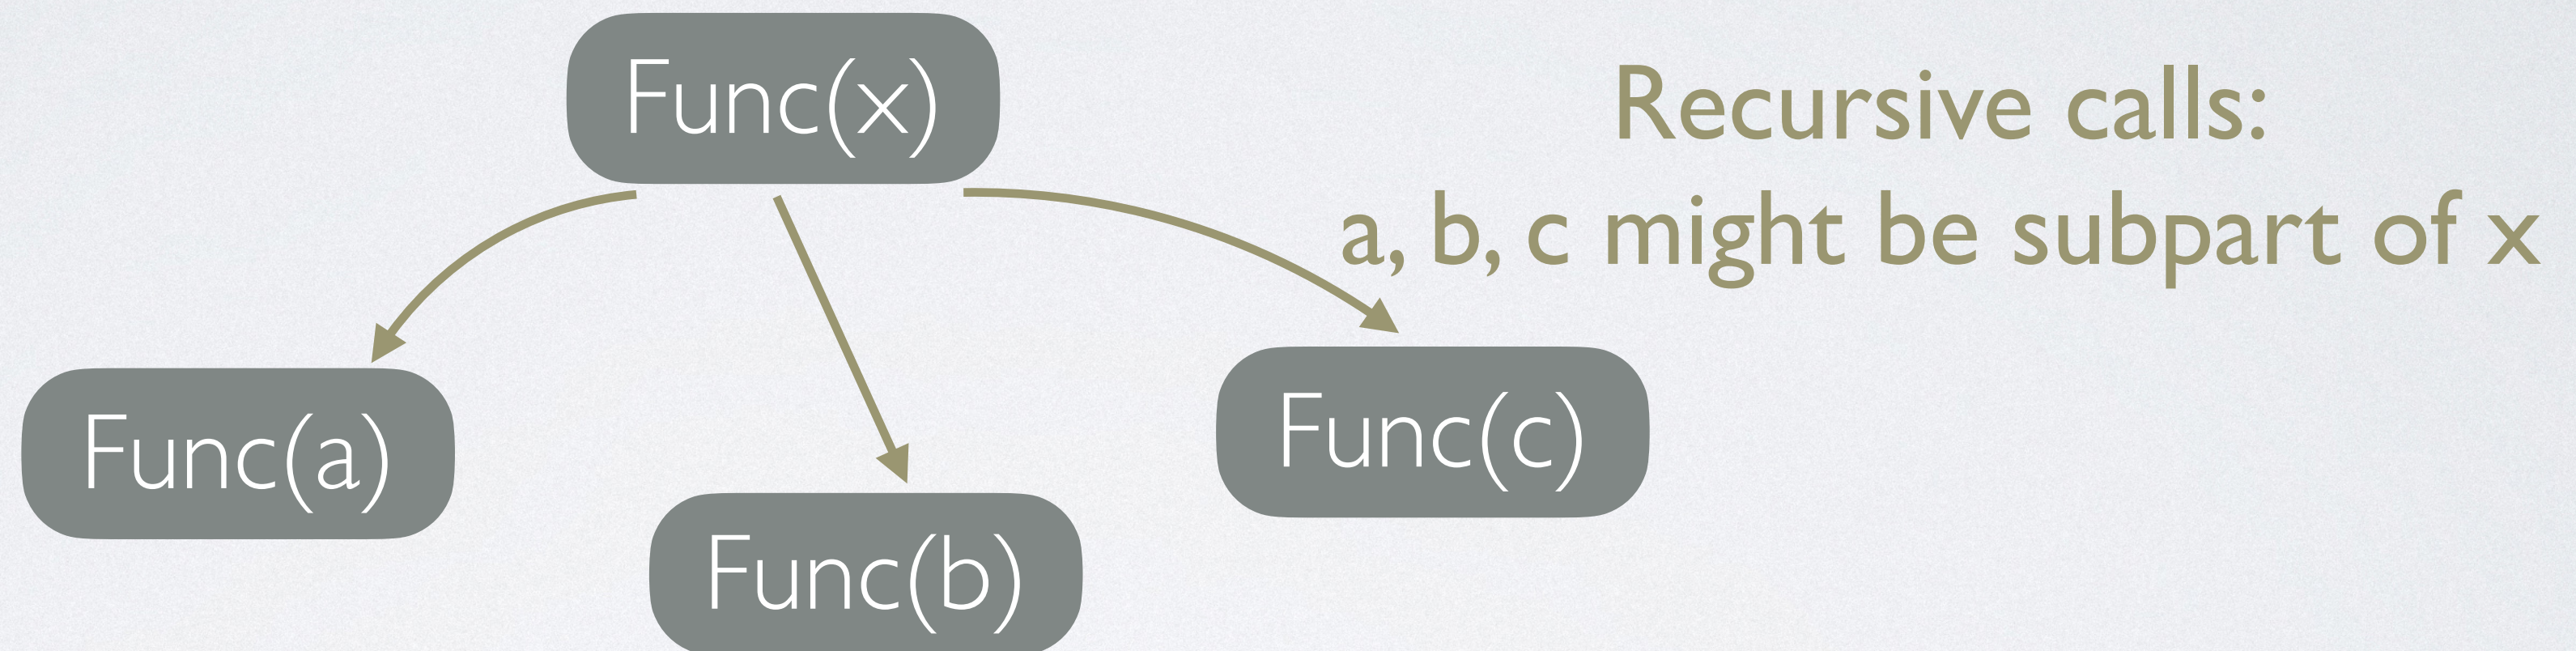 Func(x)
Recursive calls:
a, b, c might be subpart of x
Func(a)
Func(c)
Func(b)